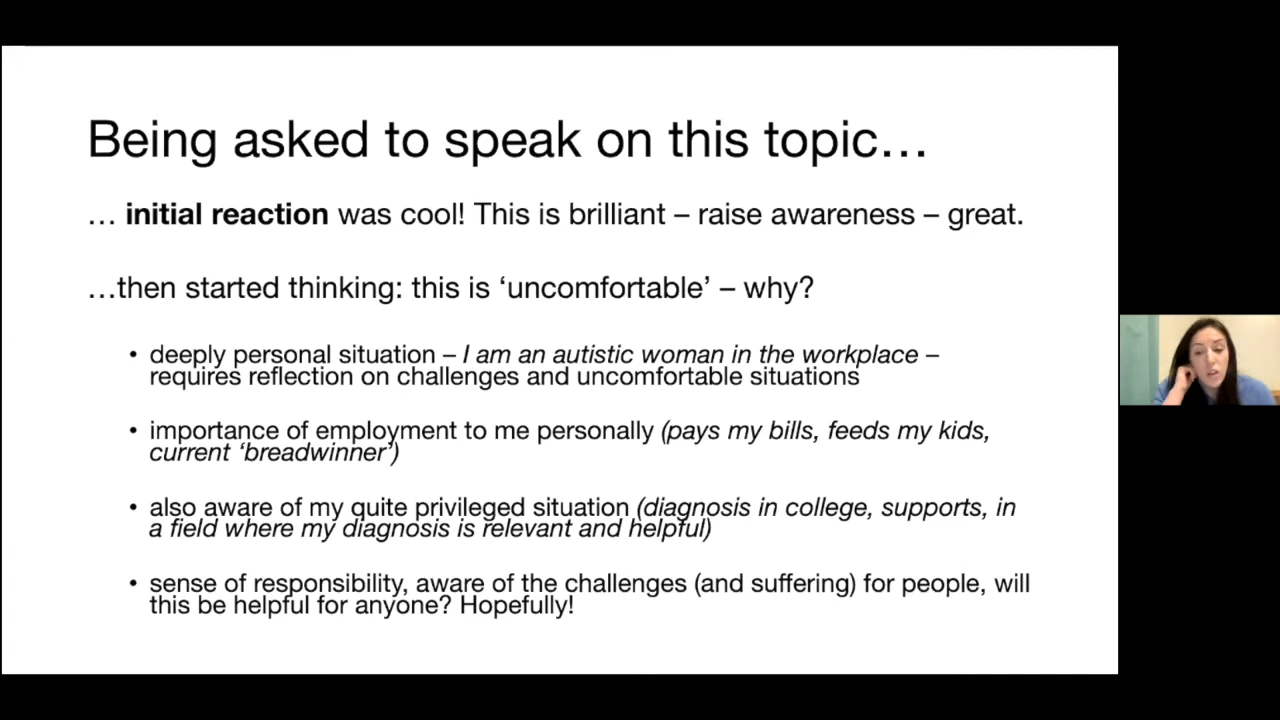 Being asked to speak on this topic…
… initial reaction was cool! This is brilliant – raise awareness – great.
…then started thinking: this is ‘uncomfortable’ – why?
• deeply personal situation – I am an autistic woman in the workplace –
requires reflection on challenges and uncomfortable situations
• importance of employment to me personally (pays my bills, feeds my kids,
current ‘breadwinner’)
• also aware of my quite privileged situation (diagnosis in college, supports, in
a field where my diagnosis is relevant and helpful)
• sense of responsibility, aware of the challenges (and suffering) for people, will
this be helpful for anyone? Hopefully!